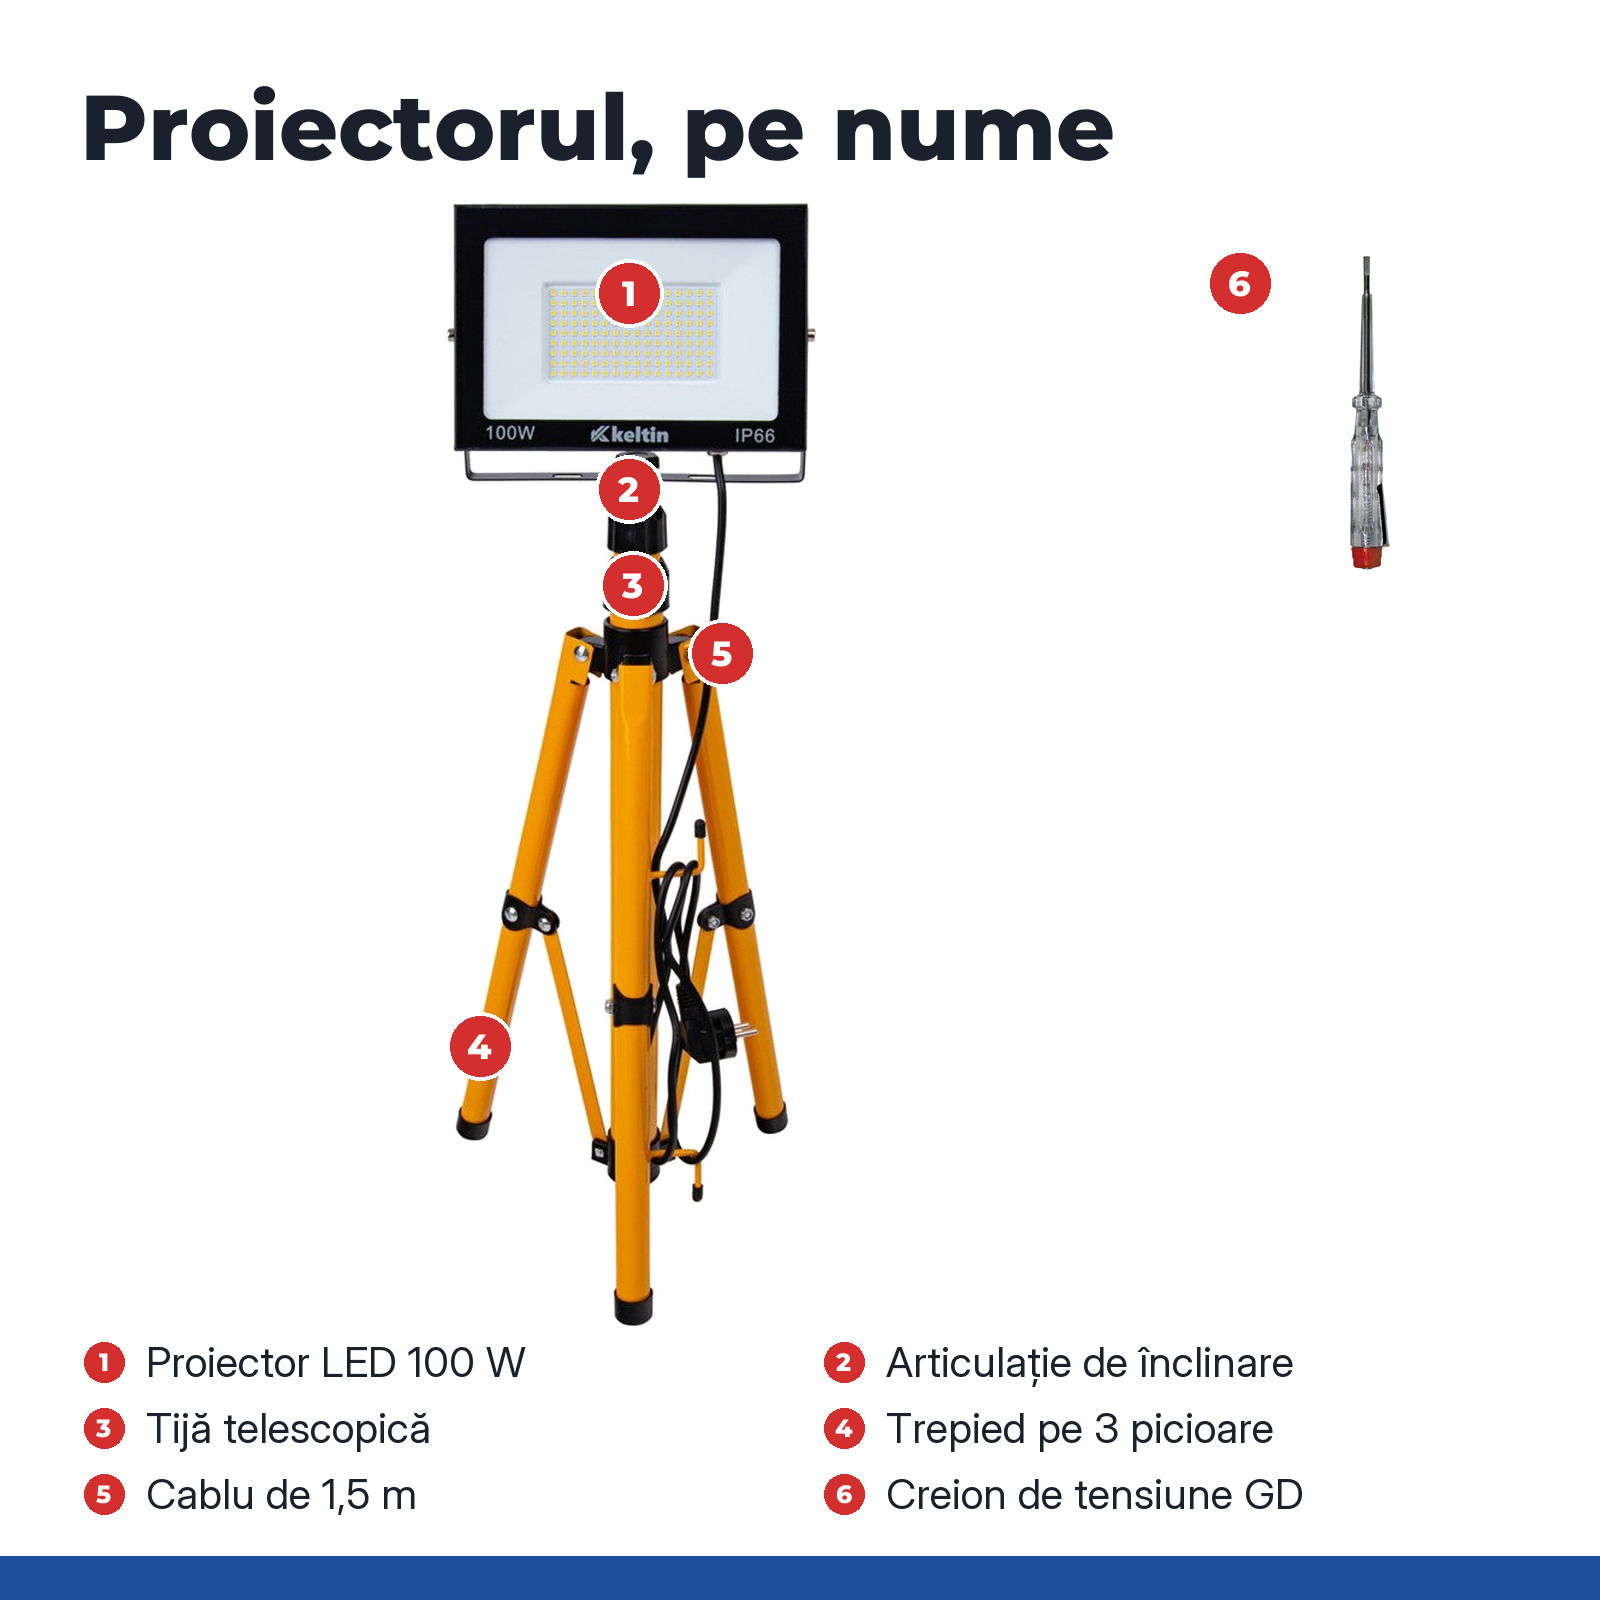 Proiectorul, pe nume
1
6
100W keltin IP66
2
3
5
4
1 Proiector LED 100 W
2 Articulație de înclinare
3 Tijă telescopică
4 Trepied pe 3 picioare
5 Cablu de 1,5 m
6 Creion de tensiune GD